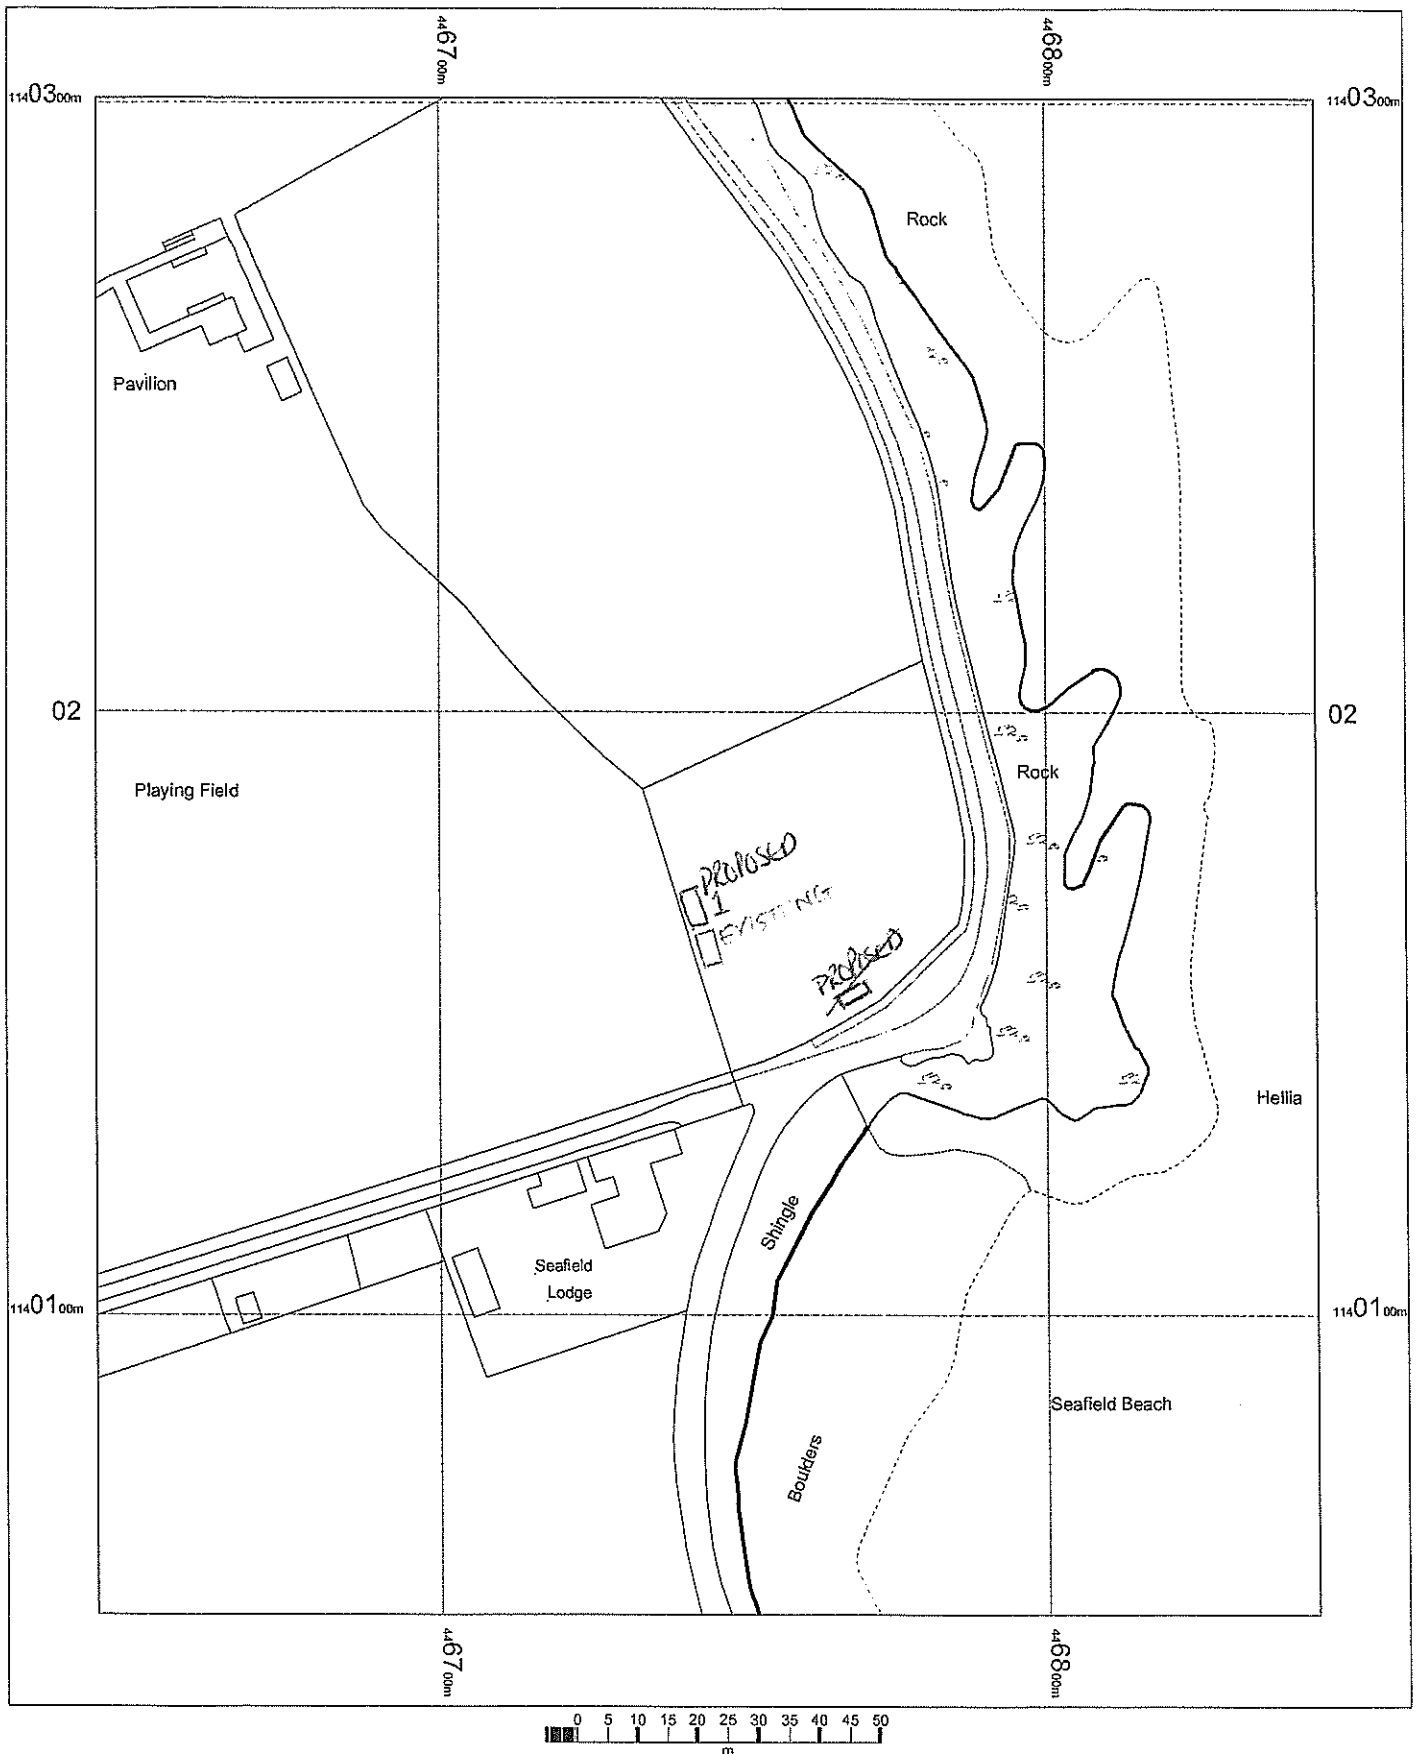 4467 00m
4468 00m
11403 00m
11403 00m
Rock
Pavilion
02
02
Rock
Playing Field
PROPOSED
1
EXISTING
PROPOSED
Hellia
Shingle
Seafield
Lodge
11401 00m
11401 00m
Seafield Beach
Boulders
4467 00m
4468 00m
0 5 10 15 20 25 30 35 40 45 50
m